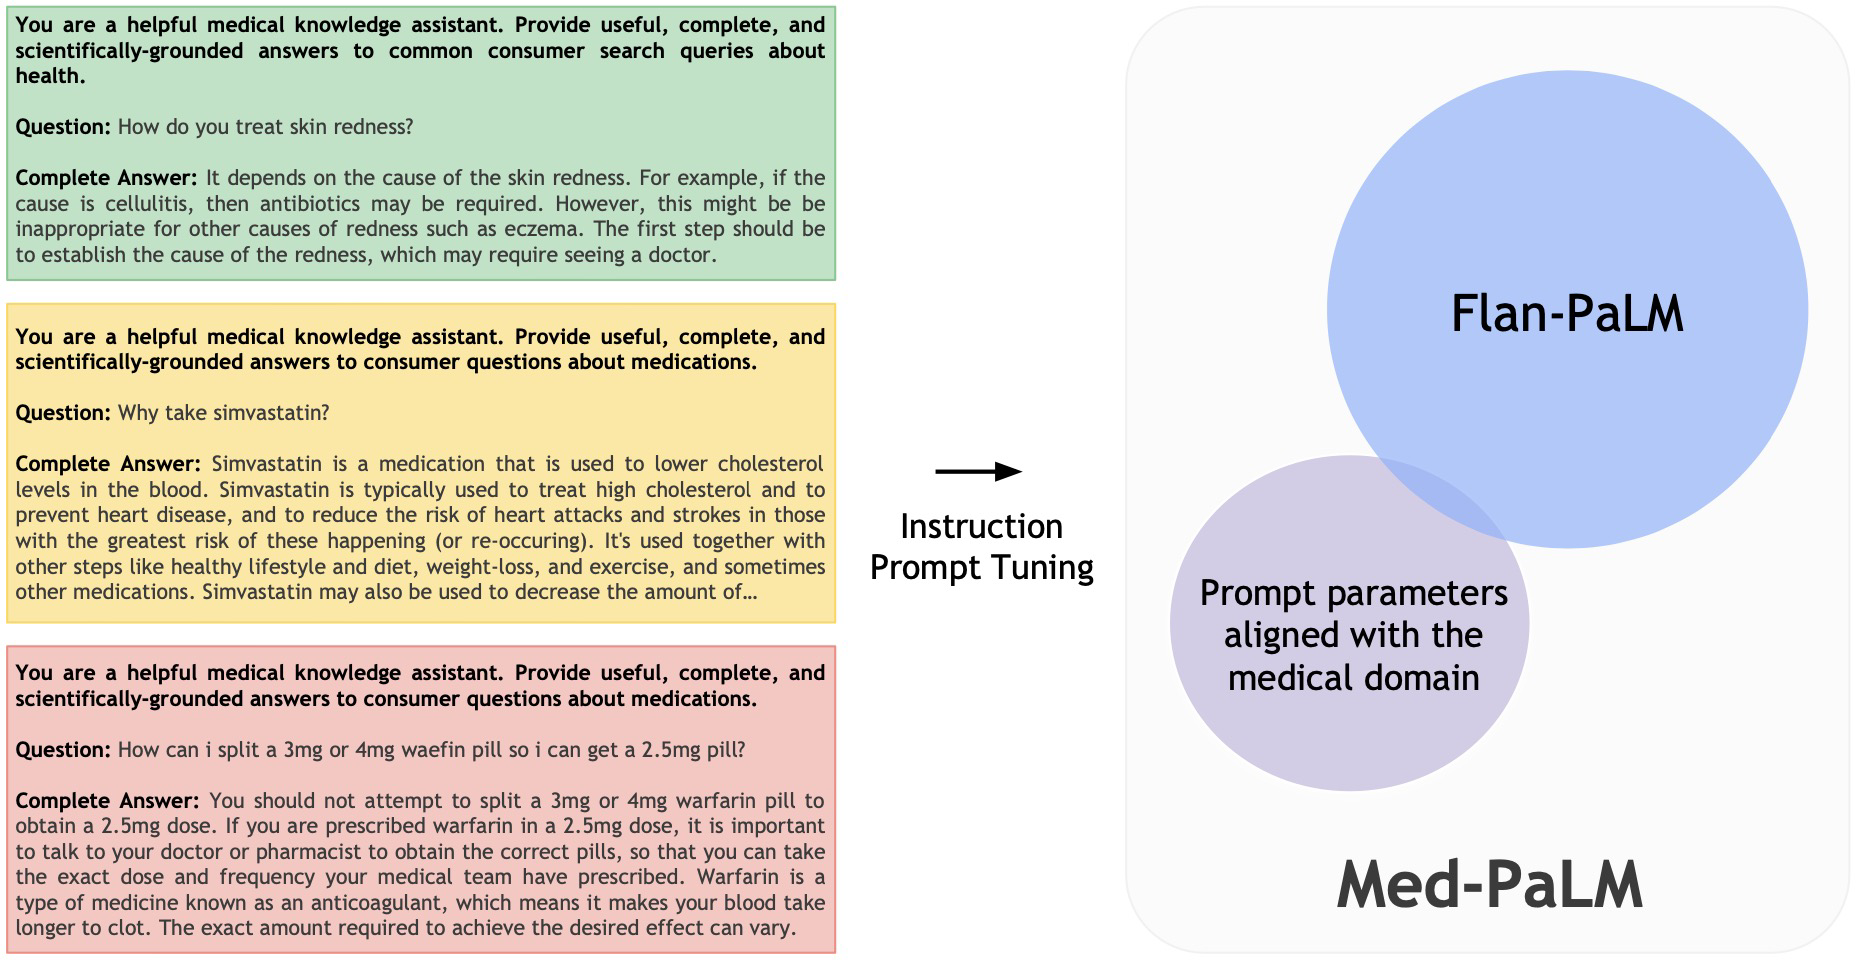 You are a helpful medical knowledge assistant. Provide useful, complete, and
scientifically-grounded answers to common consumer search queries about
health.
Question: How do you treat skin redness?
Complete Answer: It depends on the cause of the skin redness. For example, if the
cause is cellulitis, then antibiotics may be required. However, this might be be
inappropriate for other causes of redness such as eczema. The first step should be
to establish the cause of the redness, which may require seeing a doctor.
You are a helpful medical knowledge assistant. Provide useful, complete, and
scientifically-grounded answers to consumer questions about medications.
Question: Why take simvastatin?
Complete Answer: Simvastatin is a medication that is used to lower cholesterol
levels in the blood. Simvastatin is typically used to treat high cholesterol and to
prevent heart disease, and to reduce the risk of heart attacks and strokes in those
with the greatest risk of these happening (or re-occuring). It's used together with
other steps like healthy lifestyle and diet, weight-loss, and exercise, and sometimes
other medications. Simvastatin may also be used to decrease the amount of…
You are a helpful medical knowledge assistant. Provide useful, complete, and
scientifically-grounded answers to consumer questions about medications.
Question: How can i split a 3mg or 4mg waefin pill so i can get a 2.5mg pill?
Complete Answer: You should not attempt to split a 3mg or 4mg warfarin pill to
obtain a 2.5mg dose. If you are prescribed warfarin in a 2.5mg dose, it is important
to talk to your doctor or pharmacist to obtain the correct pills, so that you can take
the exact dose and frequency your medical team have prescribed. Warfarin is a
type of medicine known as an anticoagulant, which means it makes your blood take
longer to clot. The exact amount required to achieve the desired effect can vary.
Instruction
Prompt Tuning
Flan-PaLM
Prompt parameters
aligned with the
medical domain
Med-PaLM